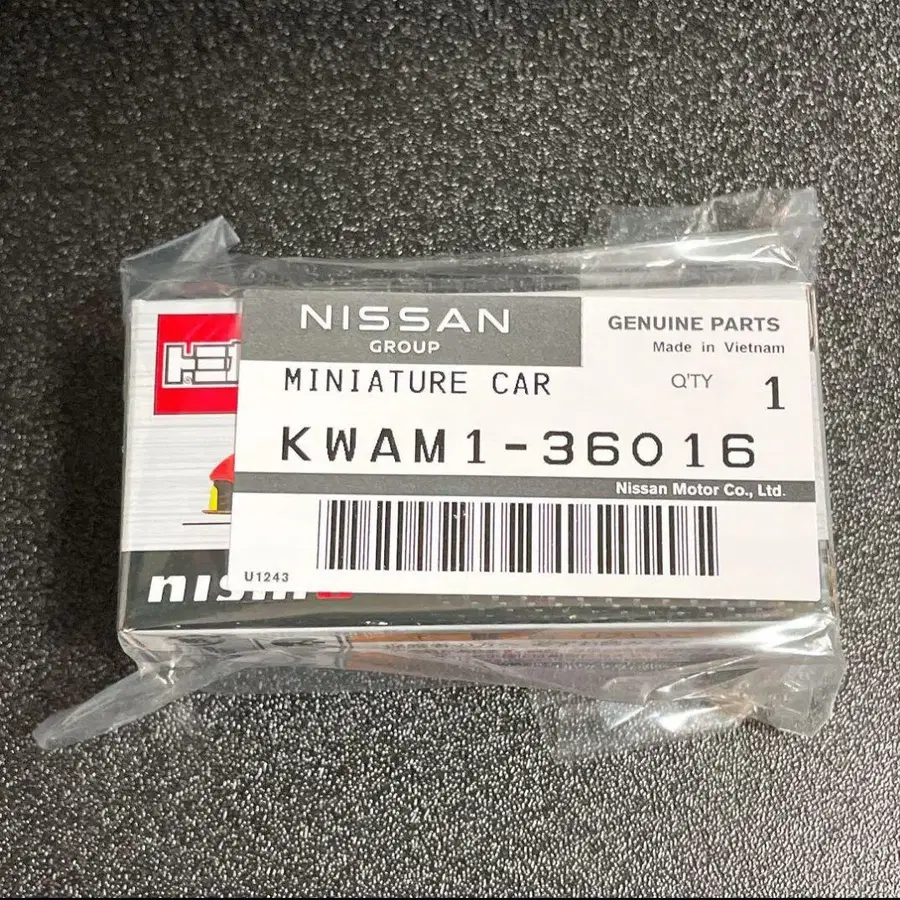 NISSAN
GROUP
GENUINE PARTS
Made in Vietnam
MINIATURE CAR
Q'TY
1
KWAM1-36016
Nissan Motor Co., Ltd.
U1243